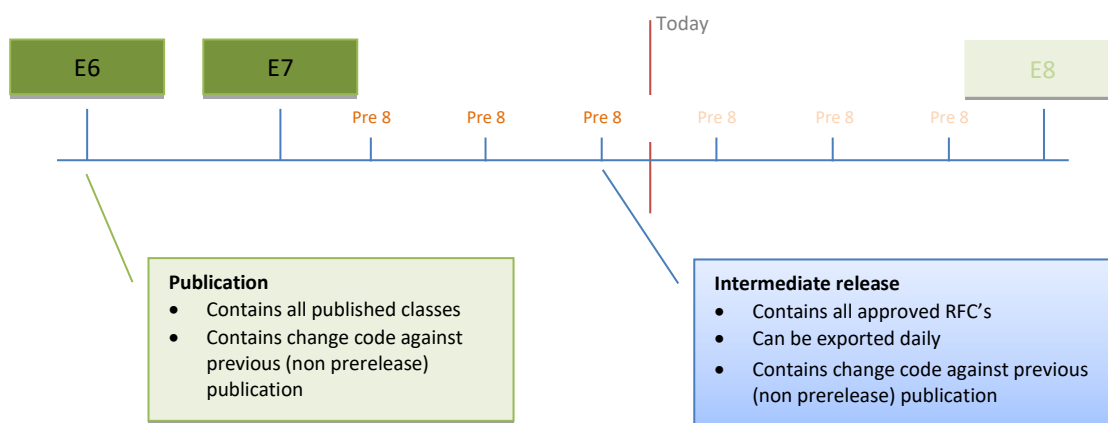 Today
E6
E7
E8
Pre 8
Pre 8
Pre 8
Pre 8
Pre 8
Pre 8
Publication
• Contains all published classes
• Contains change code against
previous (non prerelease)
publication
Intermediate release
• Contains all approved RFC’s
• Can be exported daily
• Contains change code against previous
(non prerelease) publication